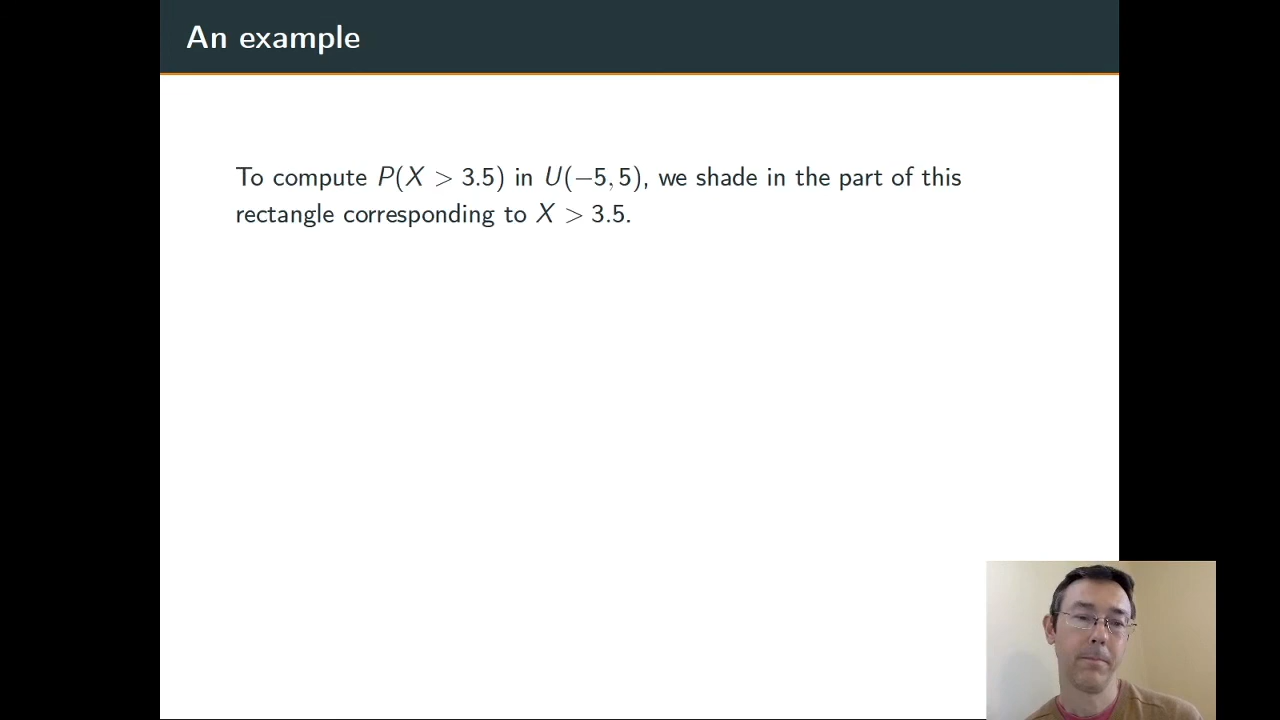 An example
To compute P(X > 3.5) in U(−5, 5), we shade in the part of this
rectangle corresponding to X > 3.5.